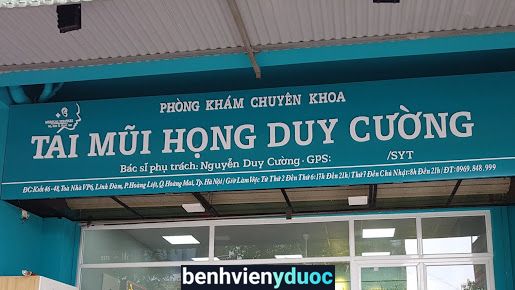 PHÒNG KHÁM CHUYÊN KHOA
TAI MŨI HỌNG DUY CƯỜNG
Bác sĩ phụ trách: Nguyễn Duy Cường - GPS: /SYT
ĐC:Kiốt 46-48, Toà Nhà VP6, Linh Đàm, P.Hoàng Liệt, Q.Hoàng Mai, Tp. Hà Nội / Giờ Làm Việc Từ Thứ 2 Đến Thứ 6: 17h Đến 21h/ Thứ 7 Đến Chủ Nhật: 8h Đến 21h / ĐT: 0969.848.999
benhvienyduoc